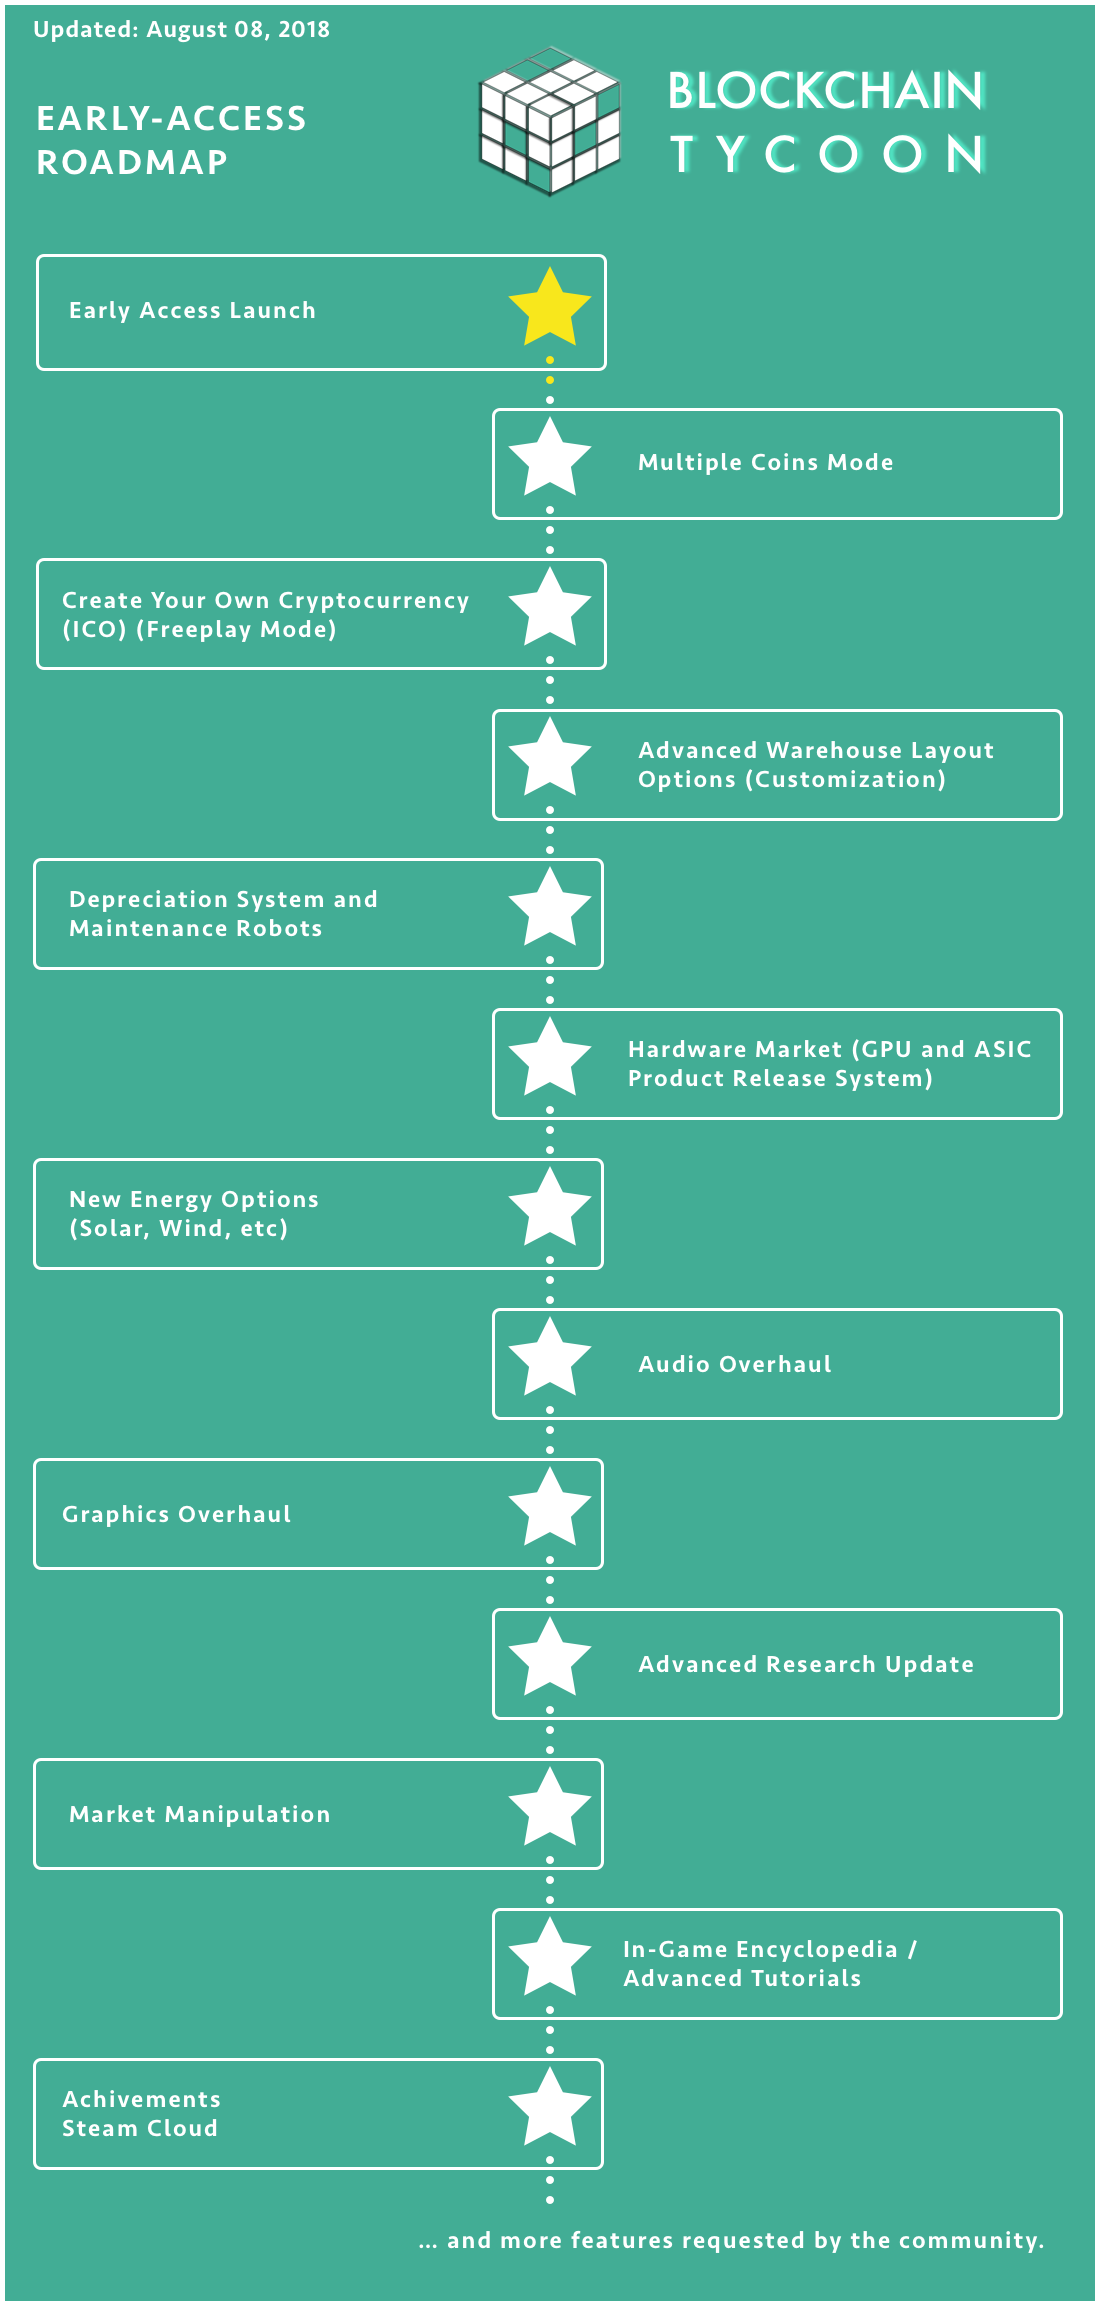 Updated: August 08, 2018
EARLY-ACCESS
ROADMAP
BLOCKCHAIN
TYCOON
Early Access Launch
Multiple Coins Mode
Create Your Own Cryptocurrency
(ICO) (Freeplay Mode)
Advanced Warehouse Layout
Options (Customization)
Depreciation System and
Maintenance Robots
Hardware Market (GPU and ASIC
Product Release System)
New Energy Options
(Solar, Wind, etc)
Audio Overhaul
Graphics Overhaul
Advanced Research Update
Market Manipulation
In-Game Encyclopedia /
Advanced Tutorials
Achivements
Steam Cloud
... and more features requested by the community.